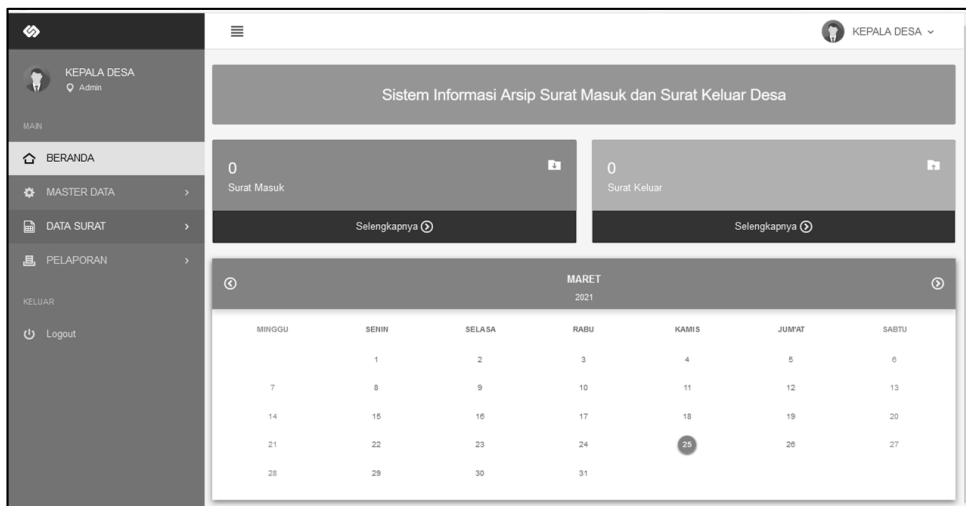 KEPALA DESA
KEPALA DESA
Admin
Sistem Informasi Arsip Surat Masuk dan Surat Keluar Desa
MAIN
BERANDA
MASTER DATA
DATA SURAT
PELAPORAN
KELUAR
Logout
0
Surat Masuk
Selengkapnya
0
Surat Keluar
Selengkapnya
MARET
2021
MINGGU SENIN SELASA RABU KAMIS JUM'AT SABTU
1 2 3 4 5 6
7 8 9 10 11 12 13
14 15 16 17 18 19 20
21 22 23 24 25 26 27
28 29 30 31